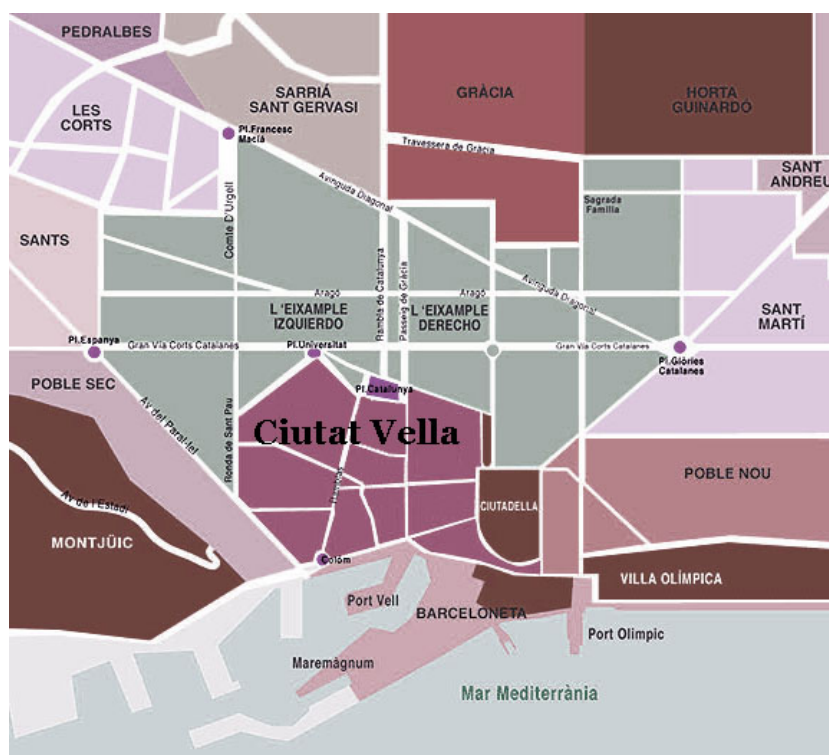 PEDRALBES
SARRIÁ
SANT GERVASI
GRÀCIA
HORTA
GUINARDÓ
LES
CORTS
Pl.Francesc
Macià
Travessera de Gràcia
SANT
ANDREU
Avinguda Diagonal
Sagrada
Familia
SANTS
Comte D'Urgell
Rambla de Catalunya
Passeig de Gràcia
Aragó
Aragó
Avinguda Diagonal
L'EIXAMPLE
IZQUIERDO
L'EIXAMPLE
DERECHO
SANT
MARTÍ
Pl.Espanya
Gran Via Corts Catalanes
Pl.Universitat
Gran Via Corts Catalanes
Pl.Glòries
Catalanes
POBLE SEC
Pl.Catalunya
Av del Paral·lel
Ronda de Sant Pau
Ciutat Vella
POBLE NOU
Ramblas
CIUTADELLA
Av de l Estadi
MONTJÜIC
Colóm
VILLA OLÍMPICA
Port Vell
BARCELONETA
Port Olimpic
Maremàgnum
Mar Mediterrània